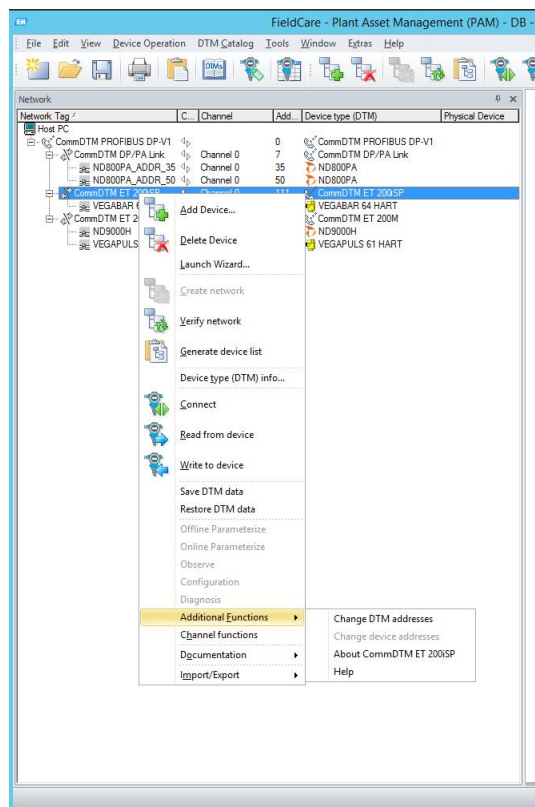 FieldCare - Plant Asset Management (PAM) - DB -
File Edit View Device Operation DTM Catalog Tools Window Extras Help
DTMs
Network
Network Tag C... Channel Add... Device type (DTM) Physical Device
Host PC
CommDTM PROFIBUS DP-V1 0 CommDTM PROFIBUS DP-V1
CommDTM DP/PA Link Channel 0 7 CommDTM DP/PA Link
ND800PA_ADDR_35 Channel 0 35 ND800PA
ND800PA_ADDR_50 Channel 0 50 ND800PA
CommDTM ET 200iSP Channel 0 111 CommDTM ET 200iSP
VEGABAR 6 VEGABAR 64 HART
CommDTM ET 2 CommDTM ET 200M
ND9000H ND9000H
VEGAPULS VEGAPULS 61 HART
Add Device...
Delete Device
Launch Wizard...
Create network
Verify network
Generate device list
Device type (DTM) info...
Connect
Read from device
Write to device
Save DTM data
Restore DTM data
Offline Parameterize
Online Parameterize
Observe
Configuration
Diagnosis
Additional Functions
Channel functions
Documentation
Import/Export
Change DTM addresses
Change device addresses
About CommDTM ET 200iSP
Help